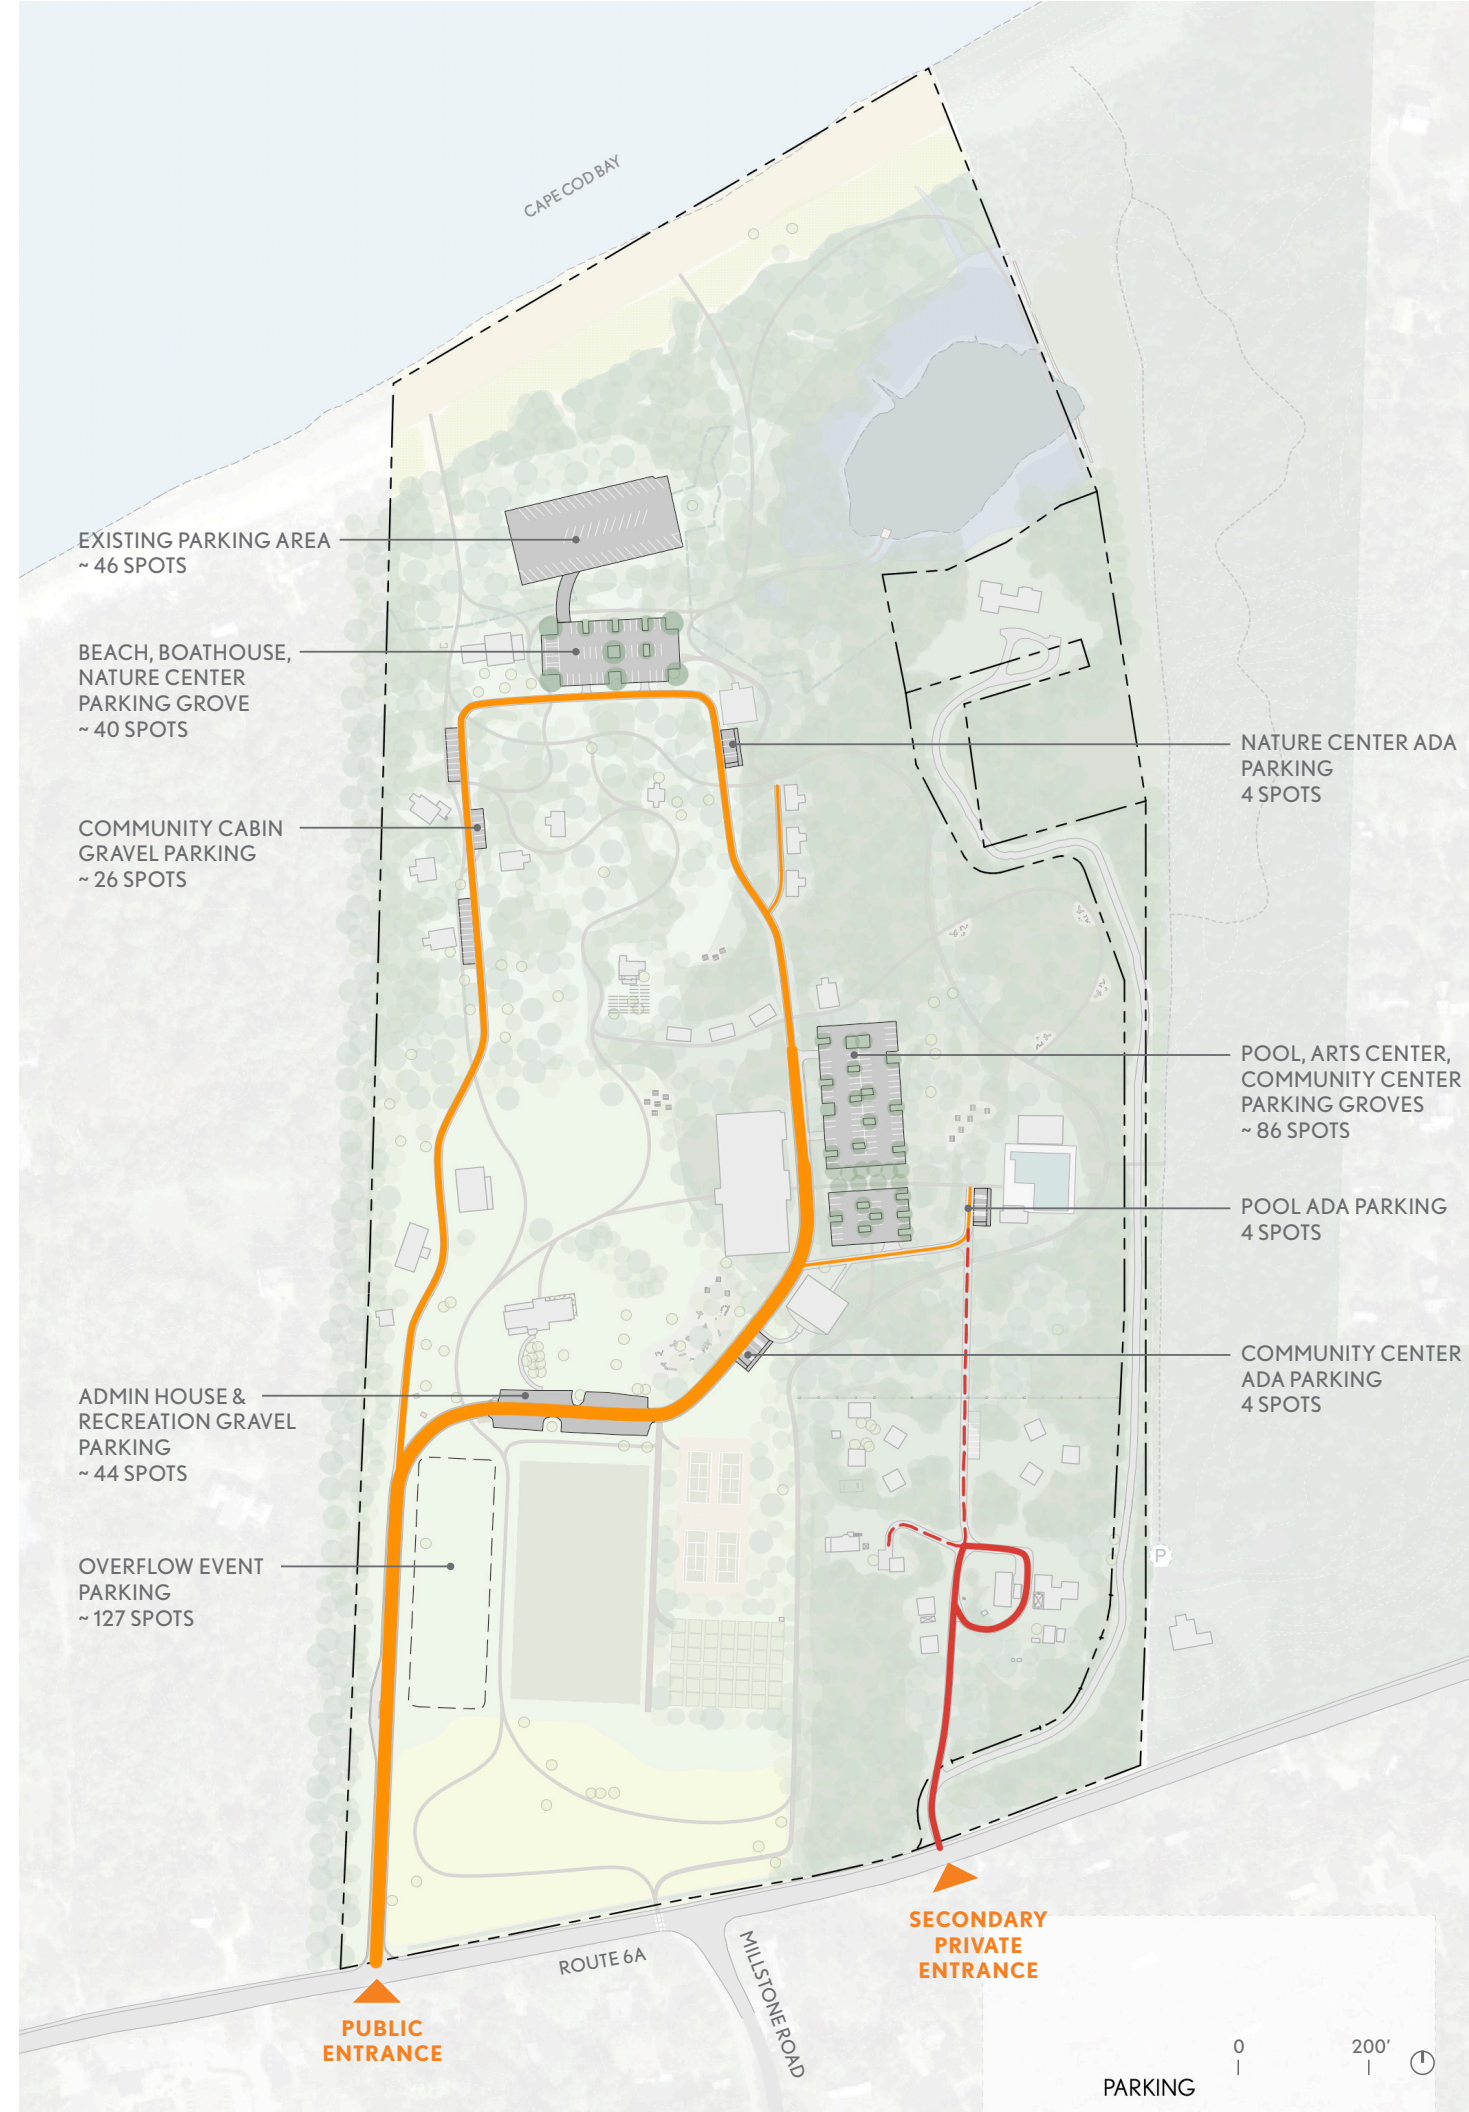 CAPE COD BAY
EXISTING PARKING AREA
~ 46 SPOTS
BEACH, BOATHOUSE,
NATURE CENTER
PARKING GROVE
~ 40 SPOTS
COMMUNITY CABIN
GRAVEL PARKING
~ 26 SPOTS
ADMIN HOUSE &
RECREATION GRAVEL
PARKING
~ 44 SPOTS
OVERFLOW EVENT
PARKING
~ 127 SPOTS
NATURE CENTER ADA
PARKING
4 SPOTS
POOL, ARTS CENTER,
COMMUNITY CENTER
PARKING GROVES
~ 86 SPOTS
POOL ADA PARKING
4 SPOTS
COMMUNITY CENTER
ADA PARKING
4 SPOTS
P
SECONDARY
PRIVATE
ENTRANCE
ROUTE 6A
MILLSTONE ROAD
PUBLIC
ENTRANCE
0 200'
PARKING